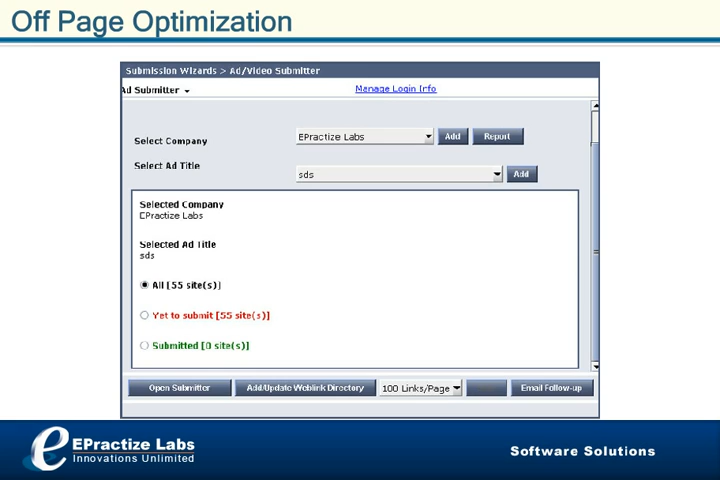 Off Page Optimization
Submission Wizards > Ad/Video Submitter
Ad Submitter
Manage Login Info
Select Company
EPractize Labs
Add
Report
Select Ad Title
sds
Add
Selected Company
EPractize Labs
Selected Ad Title
sds
All [55 site(s)]
Yet to submit [55 site(s)]
Submitted [0 site(s)]
Open Submitter
Add/Update Weblink Directory
100 Links/Page
Email Follow-up
e EPractize Labs
Innovations Unlimited
Software Solutions